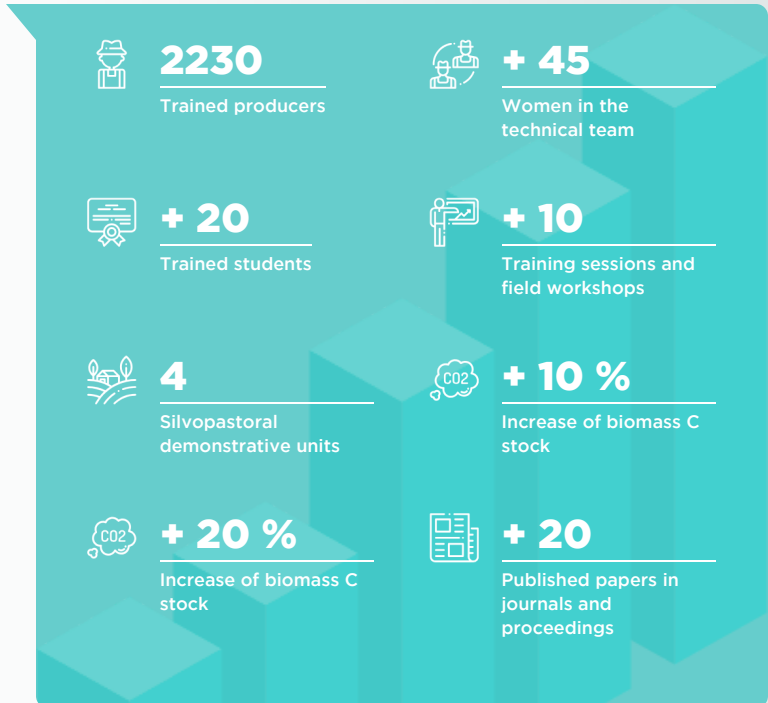 2230
Trained producers
+ 45
Women in the
technical team
+ 20
Trained students
+ 10
Training sessions and
field workshops
4
Silvopastoral
demonstrative units
CO2
+ 10 %
Increase of biomass C
stock
CO2
+ 20 %
Increase of biomass C
stock
+ 20
Published papers in
journals and
proceedings